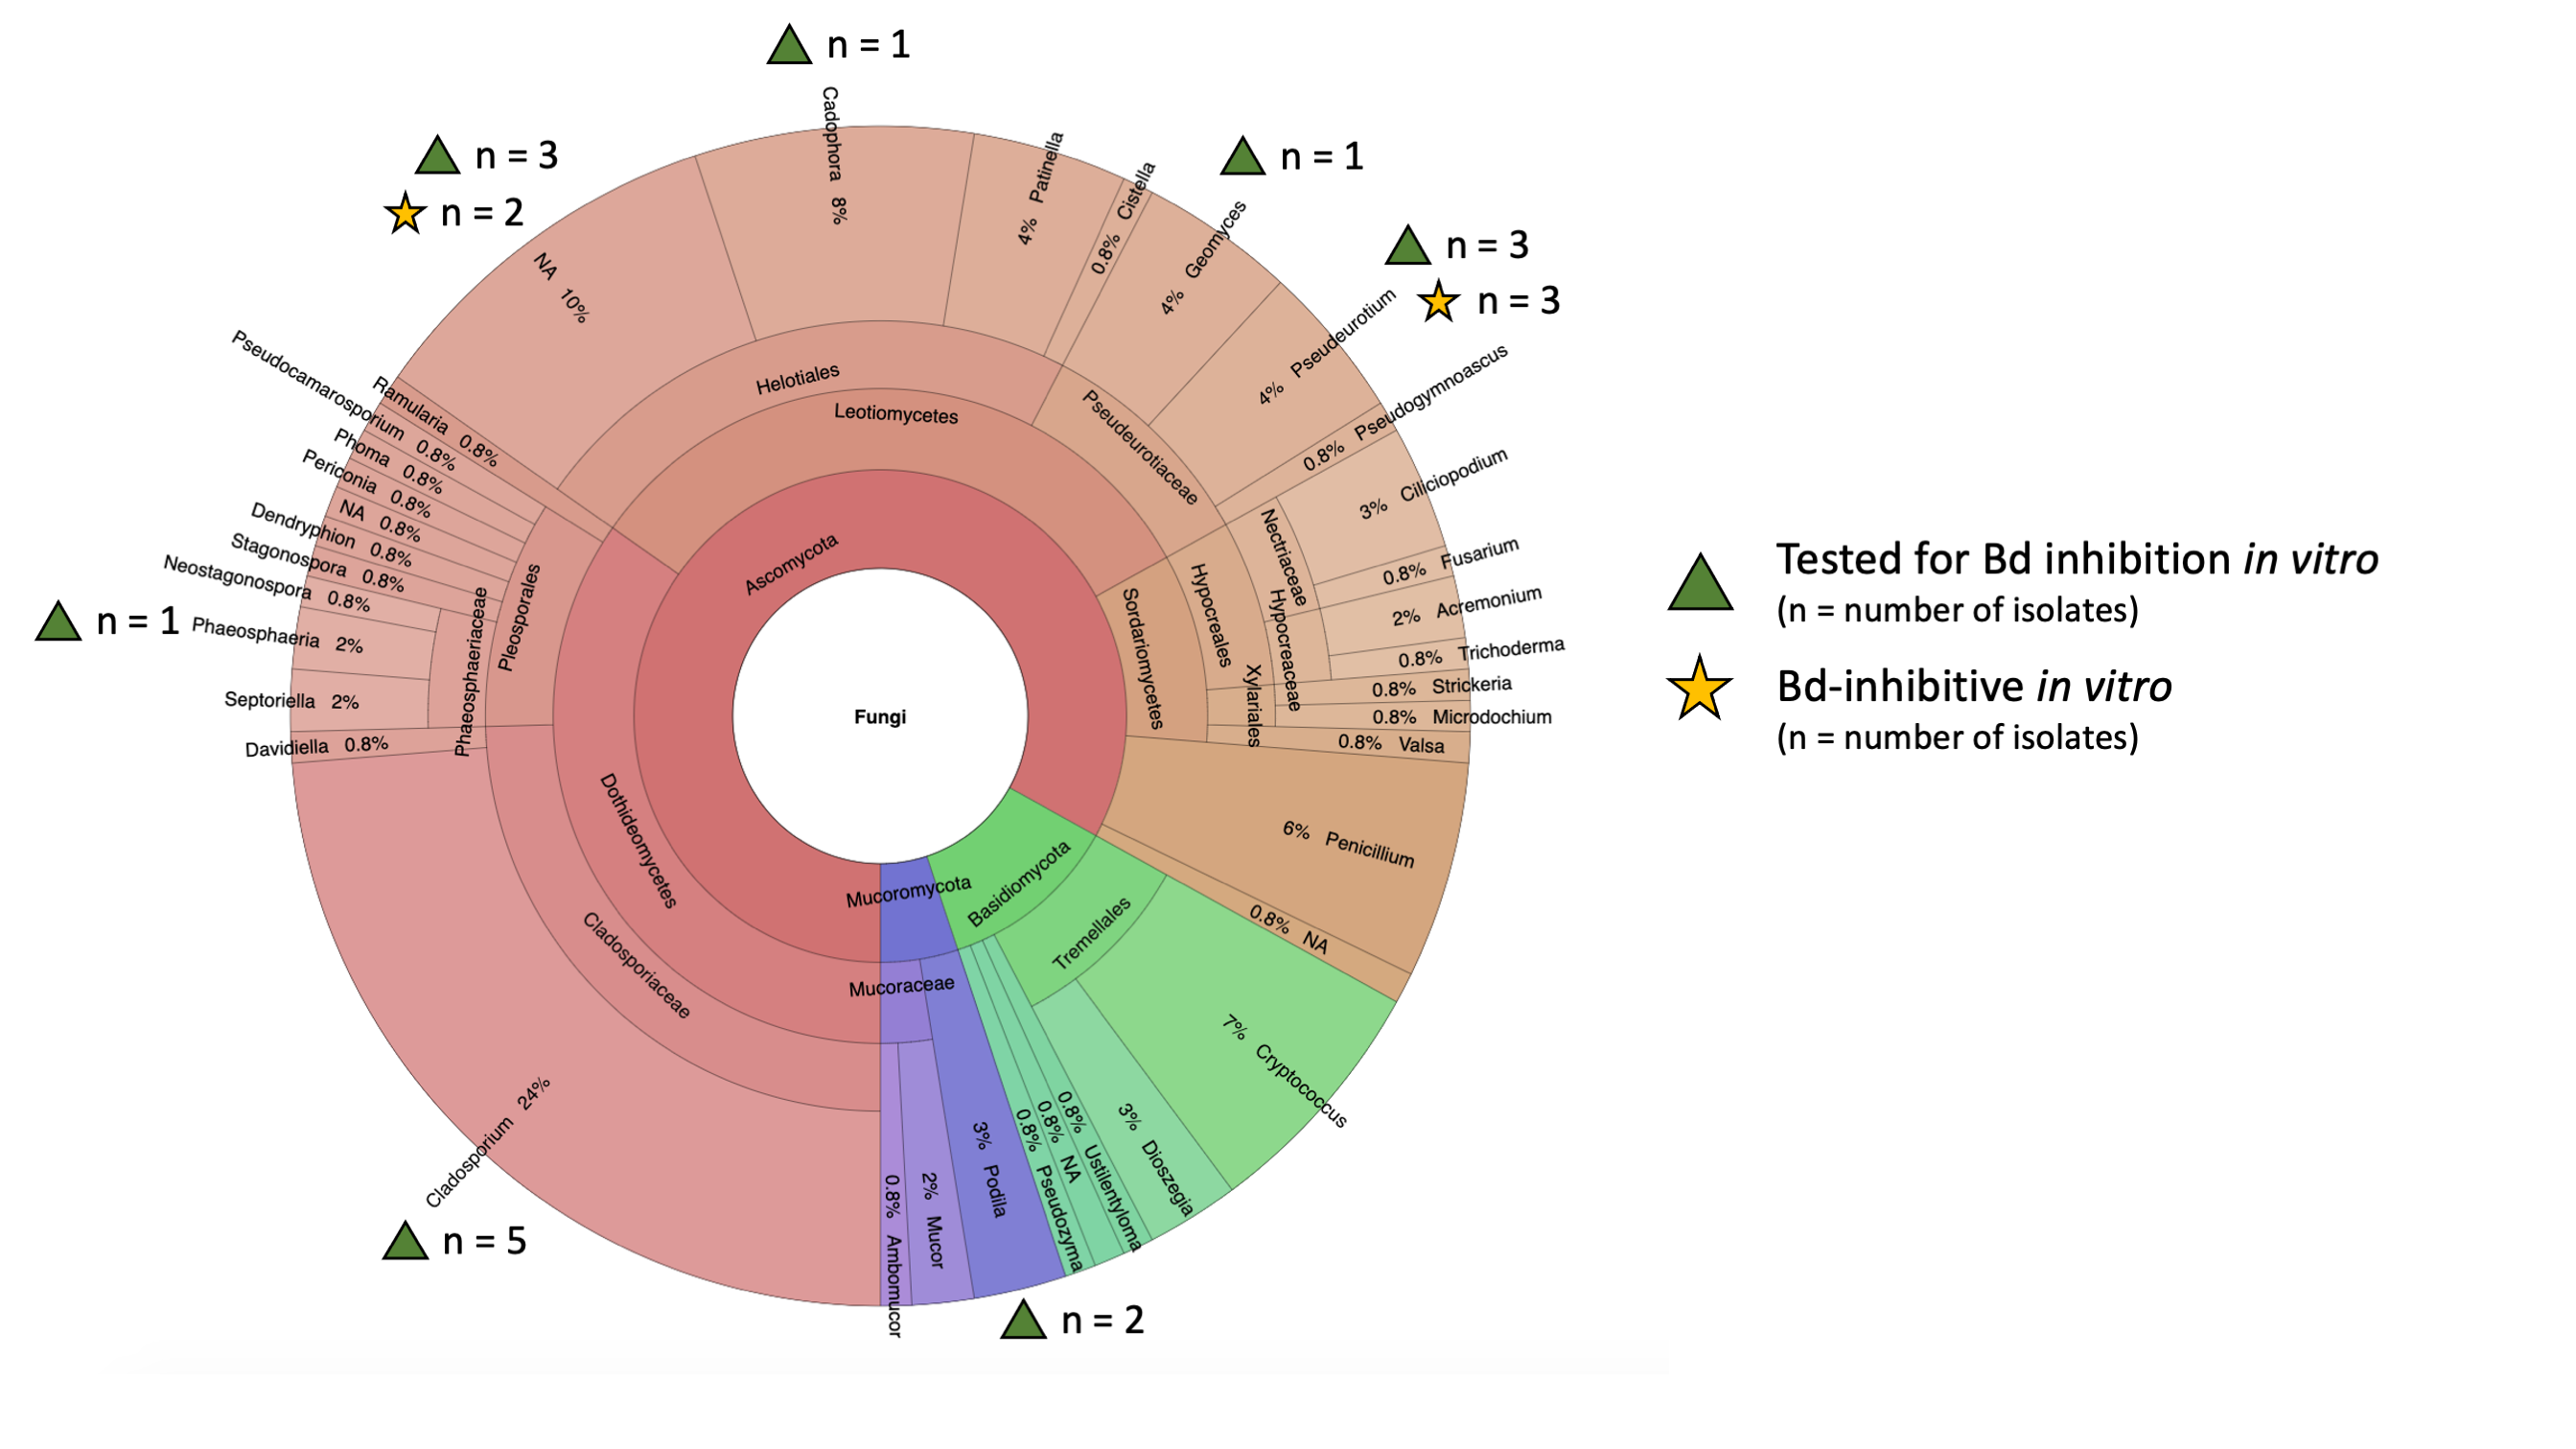 n = 1
n = 3
n = 2
n = 1
n = 3
n = 3
Cadophora 8%
4% Patinella
0.8% Cistella
4% Geomyces
4% Pseudeurotium
0.8% Pseudogymnoascus
3% Ciliciopodium
0.8% Fusarium
2% Acremonium
0.8% Trichoderma
0.8% Strickeria
0.8% Microdochium
0.8% Valsa
6% Penicillium
0.8% NA
7% Cryptococcus
3% Dioszegia
0.8% Ustilentyloma
0.8% NA
0.8% Pseudozyma
3% Podila
n = 2
2% Mucor
0.8% Ambomucor
Cladosporium 24%
n = 5
Davidiella 0.8%
Septoriella 2%
Phaeosphaeria 2%
n = 1
Neostagonospora 0.8%
Stagonospora 0.8%
Dendryphion 0.8%
NA 0.8%
Periconia 0.8%
Phoma 0.8%
Pseudocamarosporium 0.8%
Ramularia 0.8%
NA 10%
Helotiales
Leotiomycetes
Pseudeurotiaceae
Nectriaceae
Hypocreaceae
Hypocreales
Xylariales
Sordariomycetes
Ascomycota
Pleosporales
Phaeosphaeriaceae
Dothideomycetes
Cladosporiaceae
Fungi
Mucoromycota
Mucoraceae
Basidiomycota
Tremellales
Tested for Bd inhibition in vitro
(n = number of isolates)
Bd-inhibitive in vitro
(n = number of isolates)